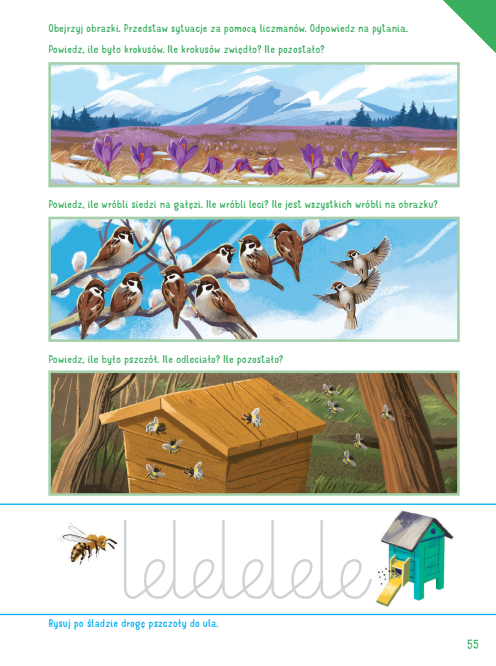 Obejrzyj obrazki. Przedstaw sytuacje za pomocą liczmanów. Odpowiedz na pytania.
Powiedz, ile było krokusów. Ile krokusów zwiędło? Ile pozostało?
Powiedz, ile wróbli siedzi na gałęzi. Ile wróbli leci? Ile jest wszystkich wróbli na obrazku?
Powiedz, ile było pszczół. Ile odleciało? Ile pozostało?
Rysuj po śladzie drogę pszczoły do ula.
55